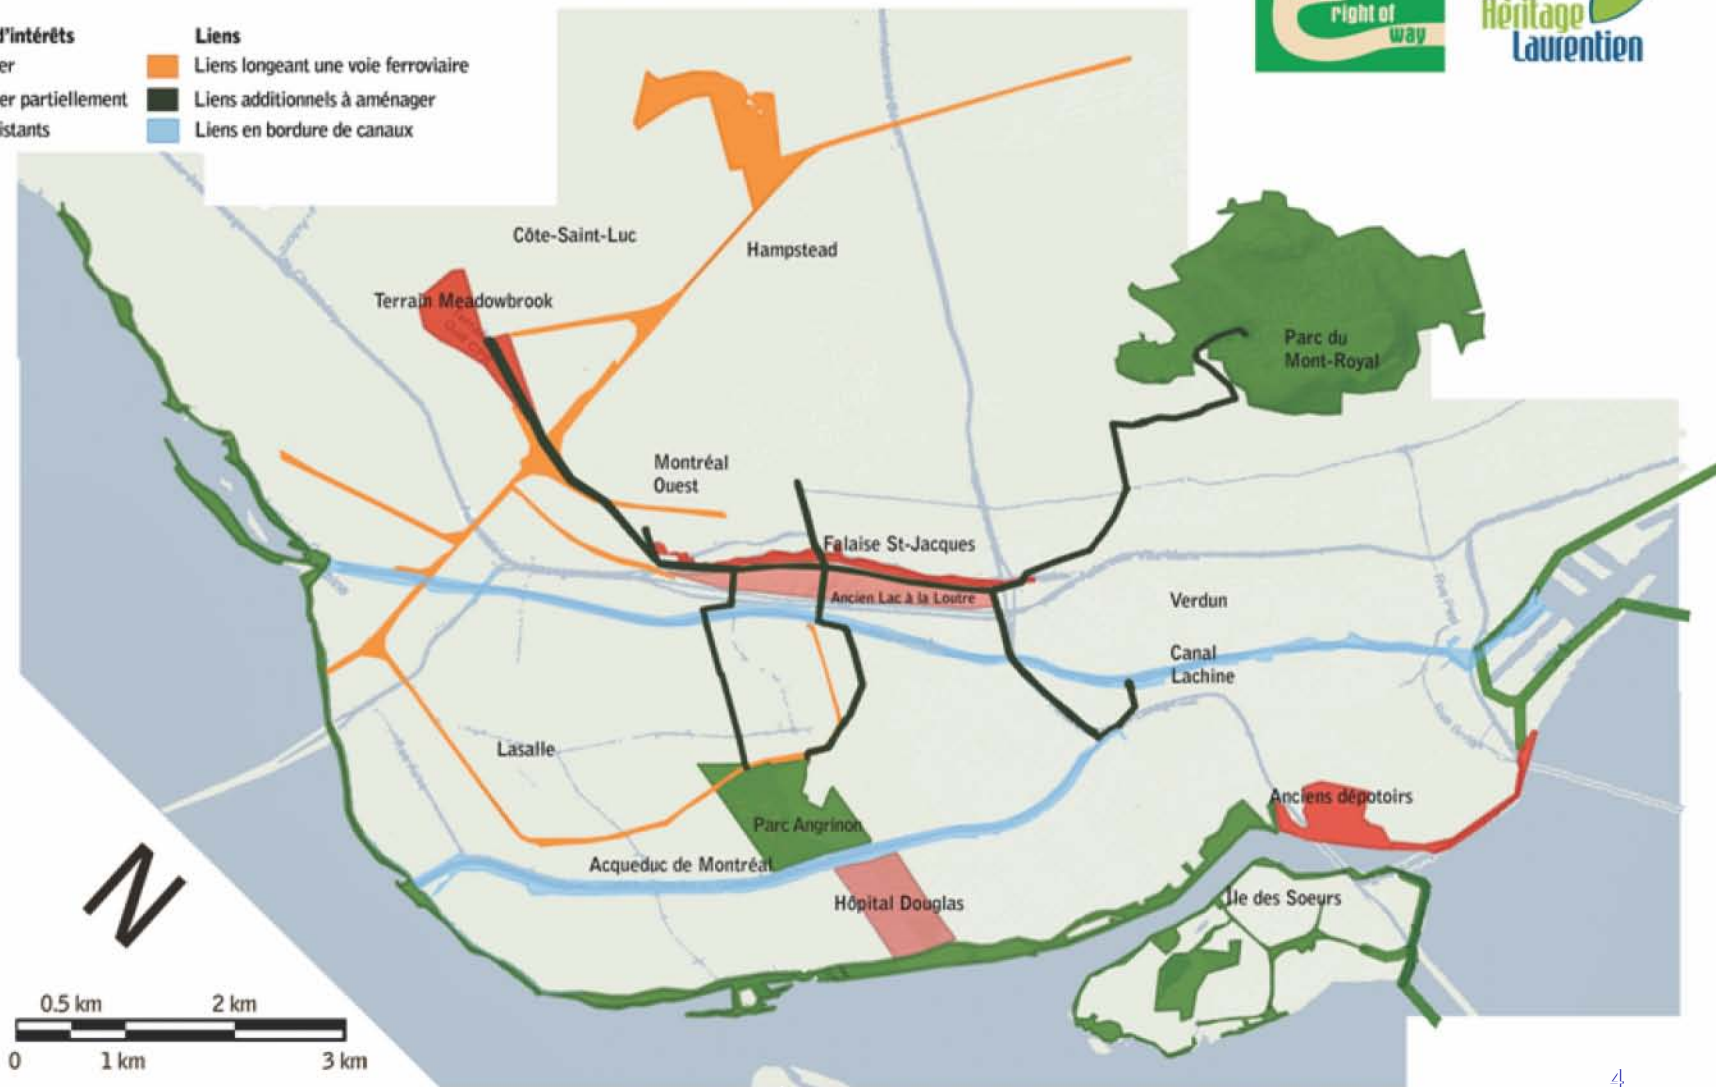 d'intérêts
er
er partiellement
istants
Liens
Liens longeant une voie ferroviaire
Liens additionnels à aménager
Liens en bordure de canaux
right of
way
Héritage
Laurentien
Côte-Saint-Luc
Hampstead
Terrain Meadowbrook
Parc du
Mont-Royal
Montréal
Ouest
Falaise St-Jacques
Ancien Lac à la Loutre
Verdun
Canal
Lachine
Lasalle
Anciens dépotoirs
Parc Angrinon
Acqueduc de Montréal
Hôpital Douglas
Île des Soeurs
N
0.5 km 2 km
0 1 km 3 km
4